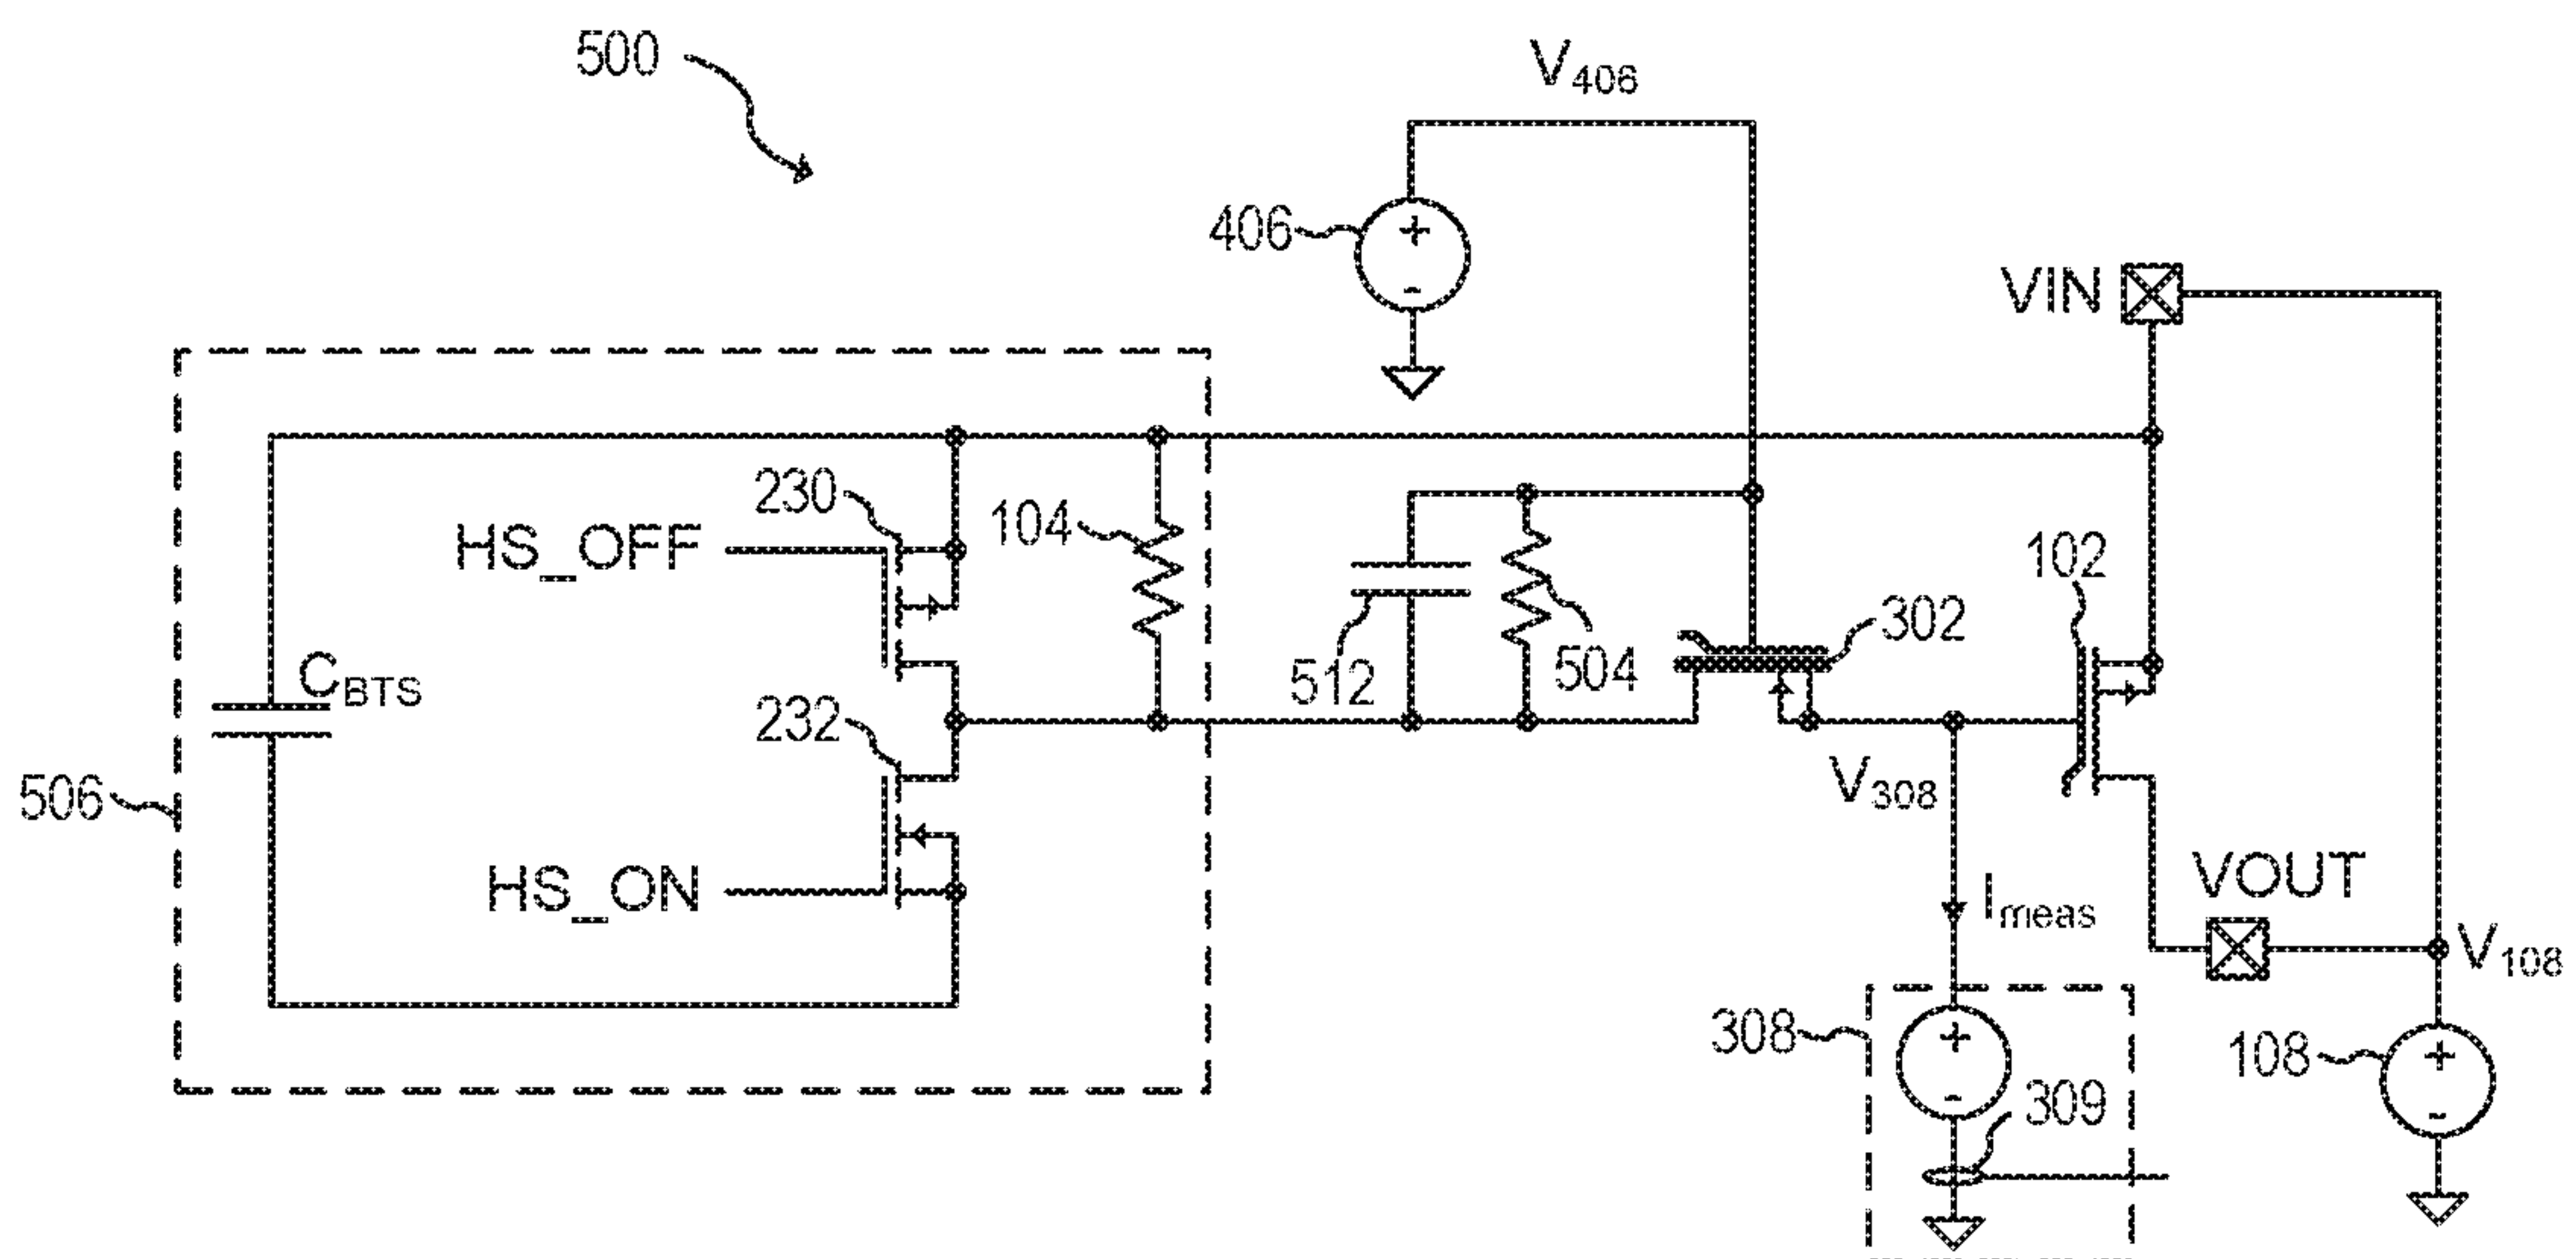 500
V406
406
VIN
230
HS_OFF
104
102
302
504
512
CBTS
232
V308
506
HS_ON
Imeas
VOUT
V108
308
309
108